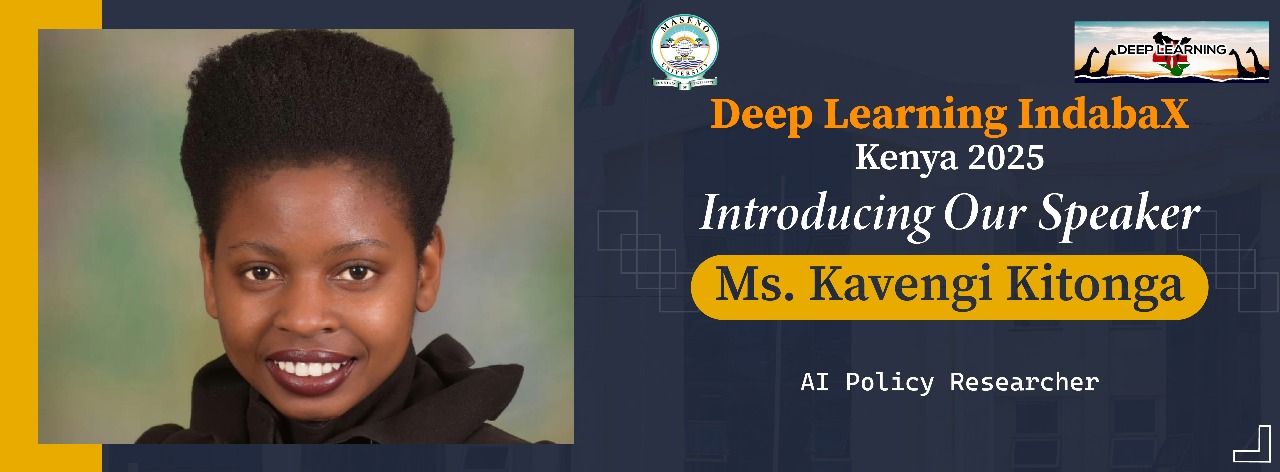 MASENO
UNIVERSITY
DEEP LEARNING
Deep Learning IndabaX
Kenya 2025
Introducing Our Speaker
Ms. Kavengi Kitonga
AI Policy Researcher